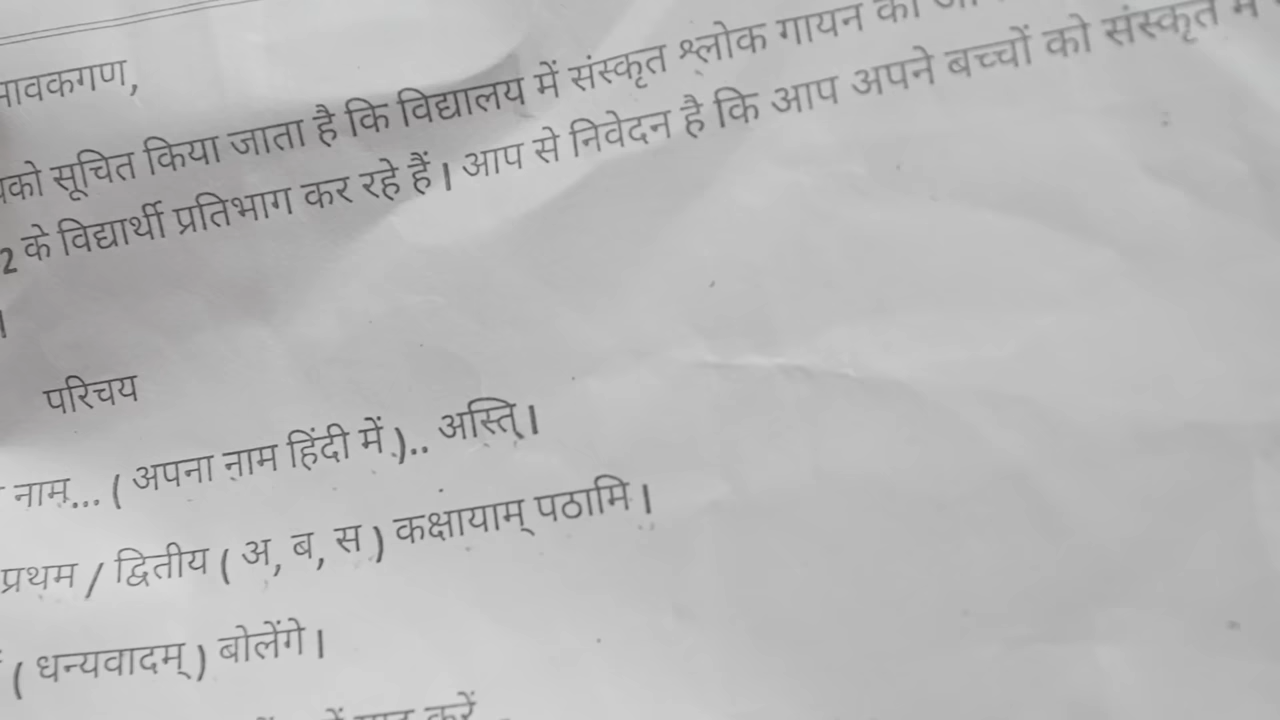 सूचित किया जाता है कि विद्यालय में संस्कृत श्लोक गायन
2 के विद्यार्थी प्रतिभाग कर रहे हैं । आप से निवेदन है कि आप अपने बच्चों को संस्कृत
परिचय
नाम... ( अपना नाम हिंदी में ).. अस्ति् ।
प्रथम / द्वितीय ( अ, ब, स ) कक्षायाम् पठामि ।
( धन्यवादम् ) बोलेंगे ।
करें